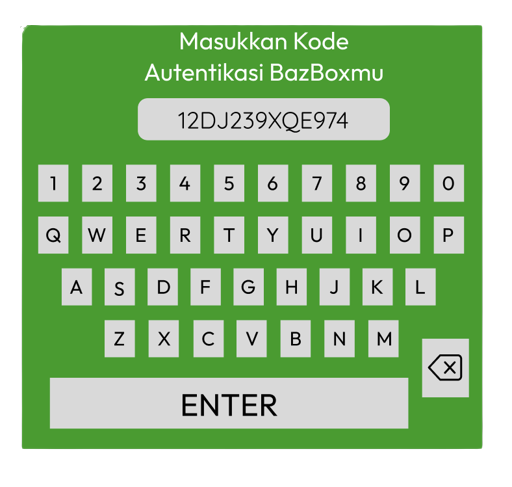 Masukkan Kode
Autentikasi BazBoxmu
12DJ239XQE974
1 2 3 4 5 6 7 8 9 0
Q W E R T Y U I O P
A S D F G H J K L
Z X C V B N M
ENTER